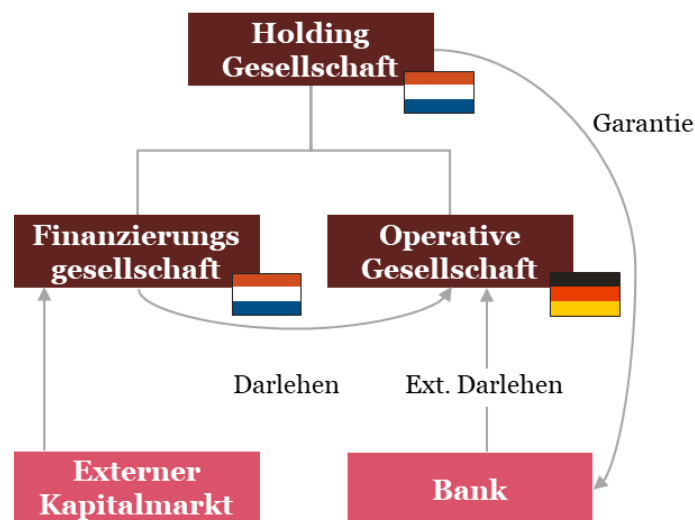 Holding
Gesellschaft
Garantie
Finanzierungs
gesellschaft
Operative
Gesellschaft
Darlehen
Ext. Darlehen
Externer
Kapitalmarkt
Bank